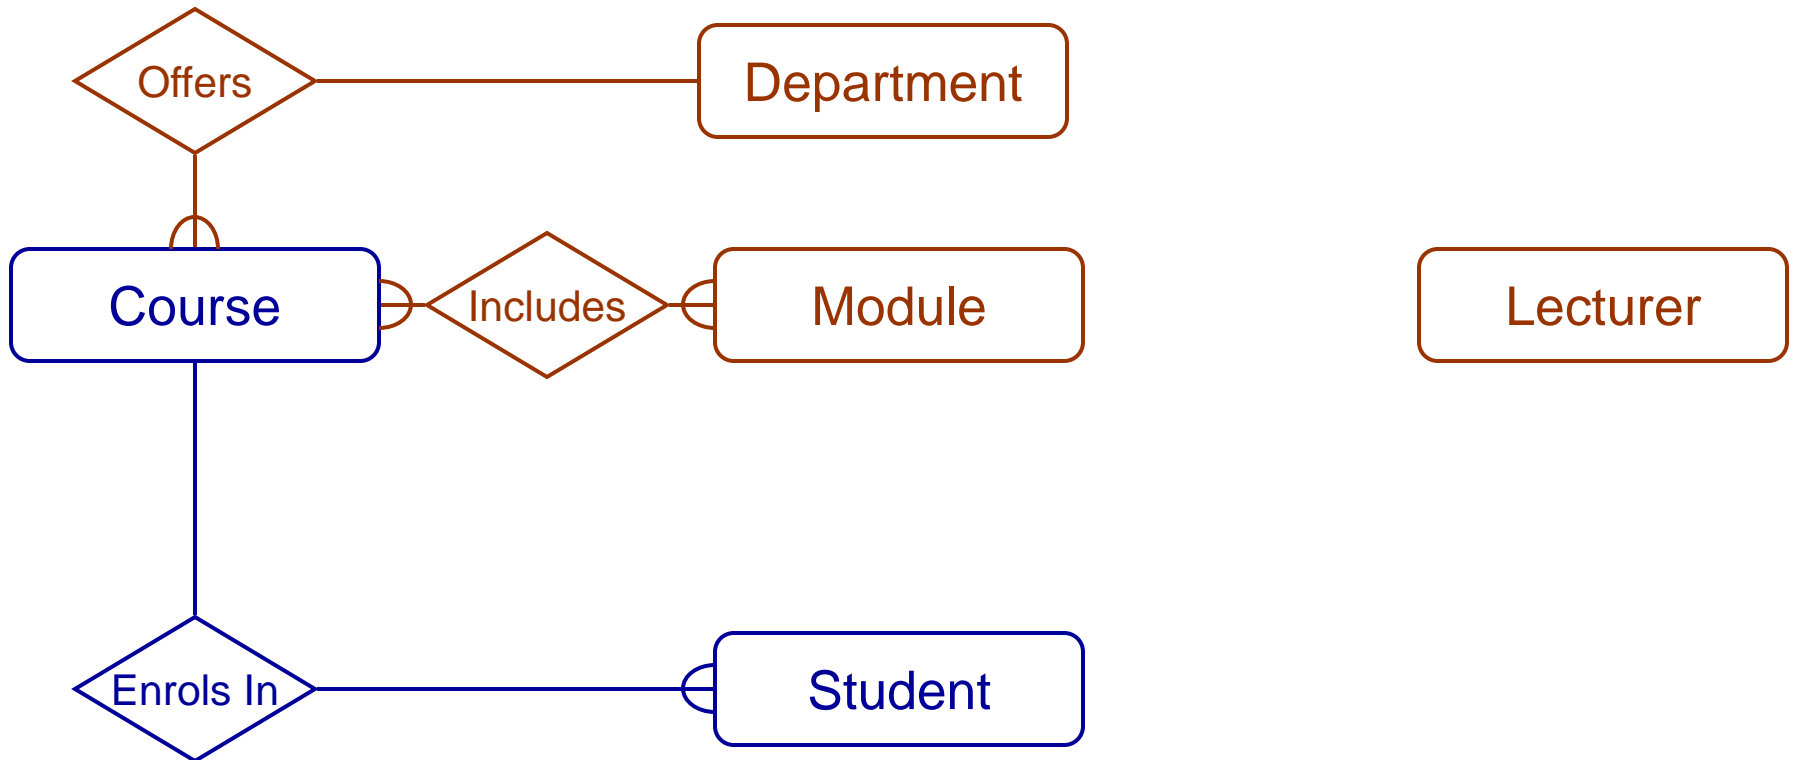 Offers
Department
Course
Includes
Module
Lecturer
Enrols In
Student